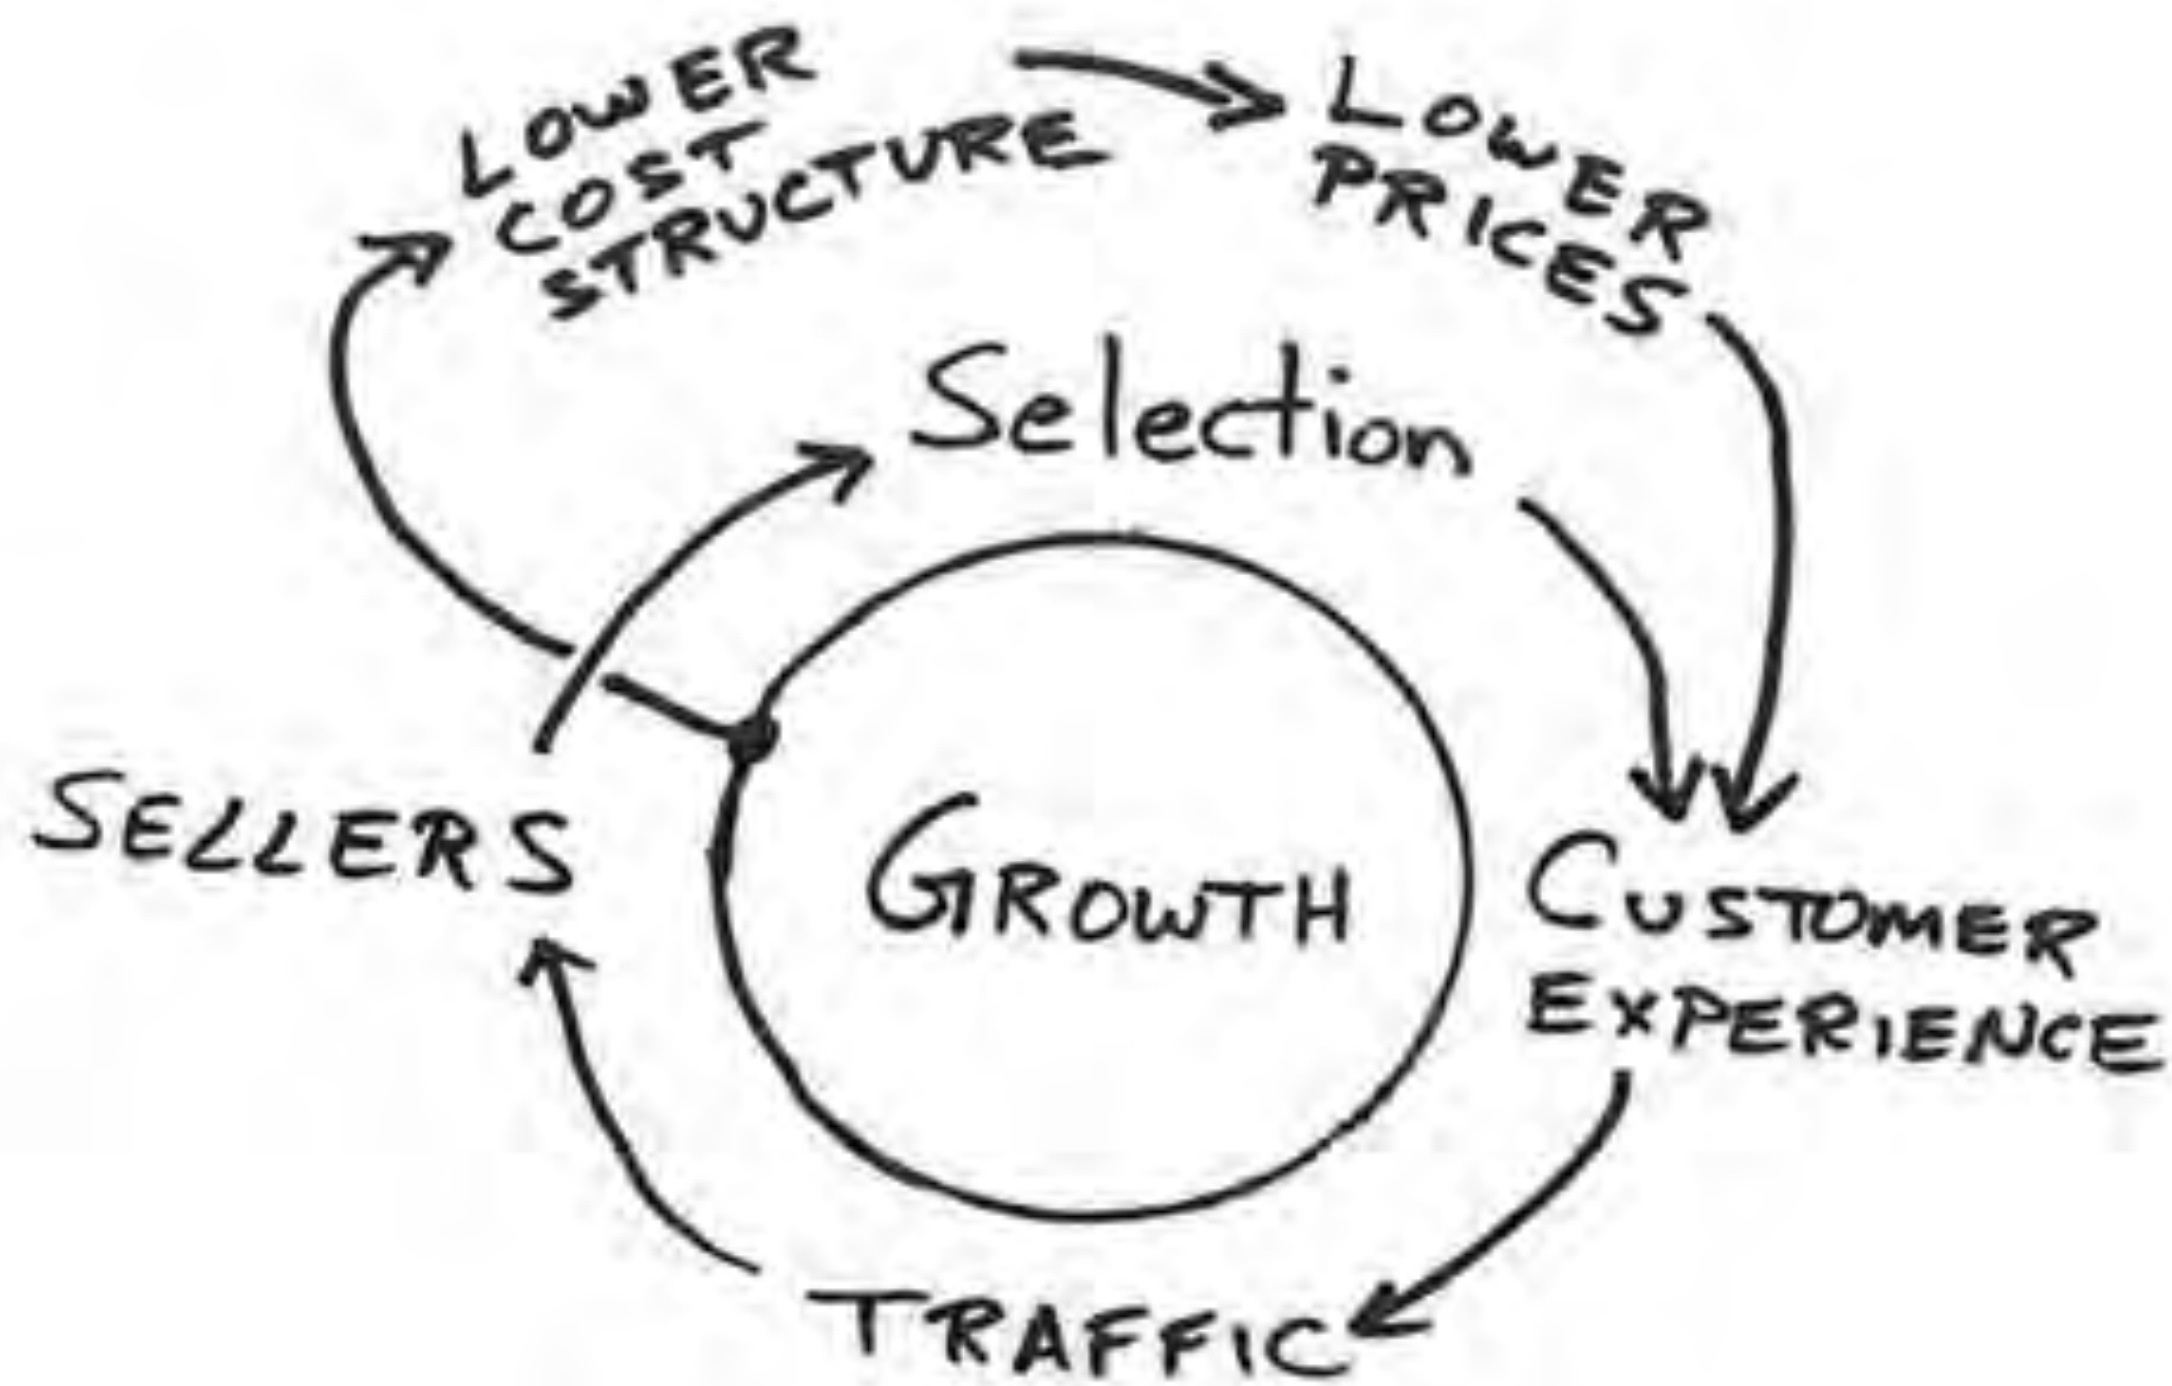 LOWER
COST
STRUCTURE
LOWER
PRICES
Selection
SELLERS
GROWTH
CUSTOMER
EXPERIENCE
TRAFFIC